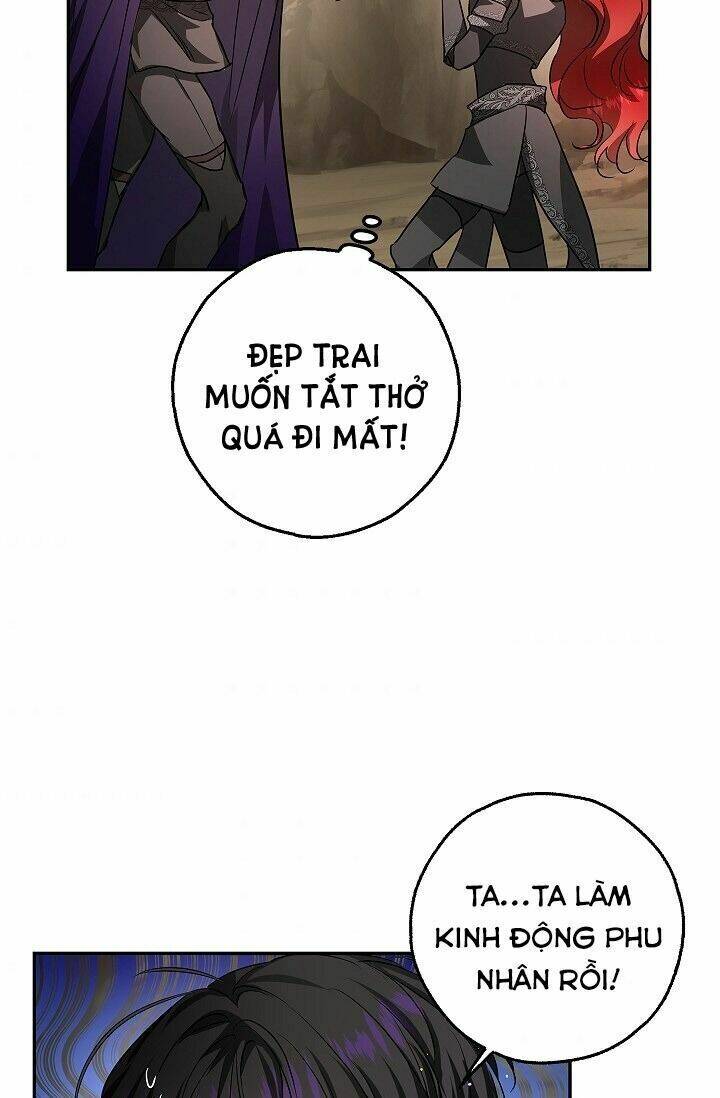 ĐẸP TRAI
MUỐN TẮT THỞ
QUÁ ĐI MẤT!
TA...TA LÀM
KINH ĐỘNG PHU
NHÂN RỒI!